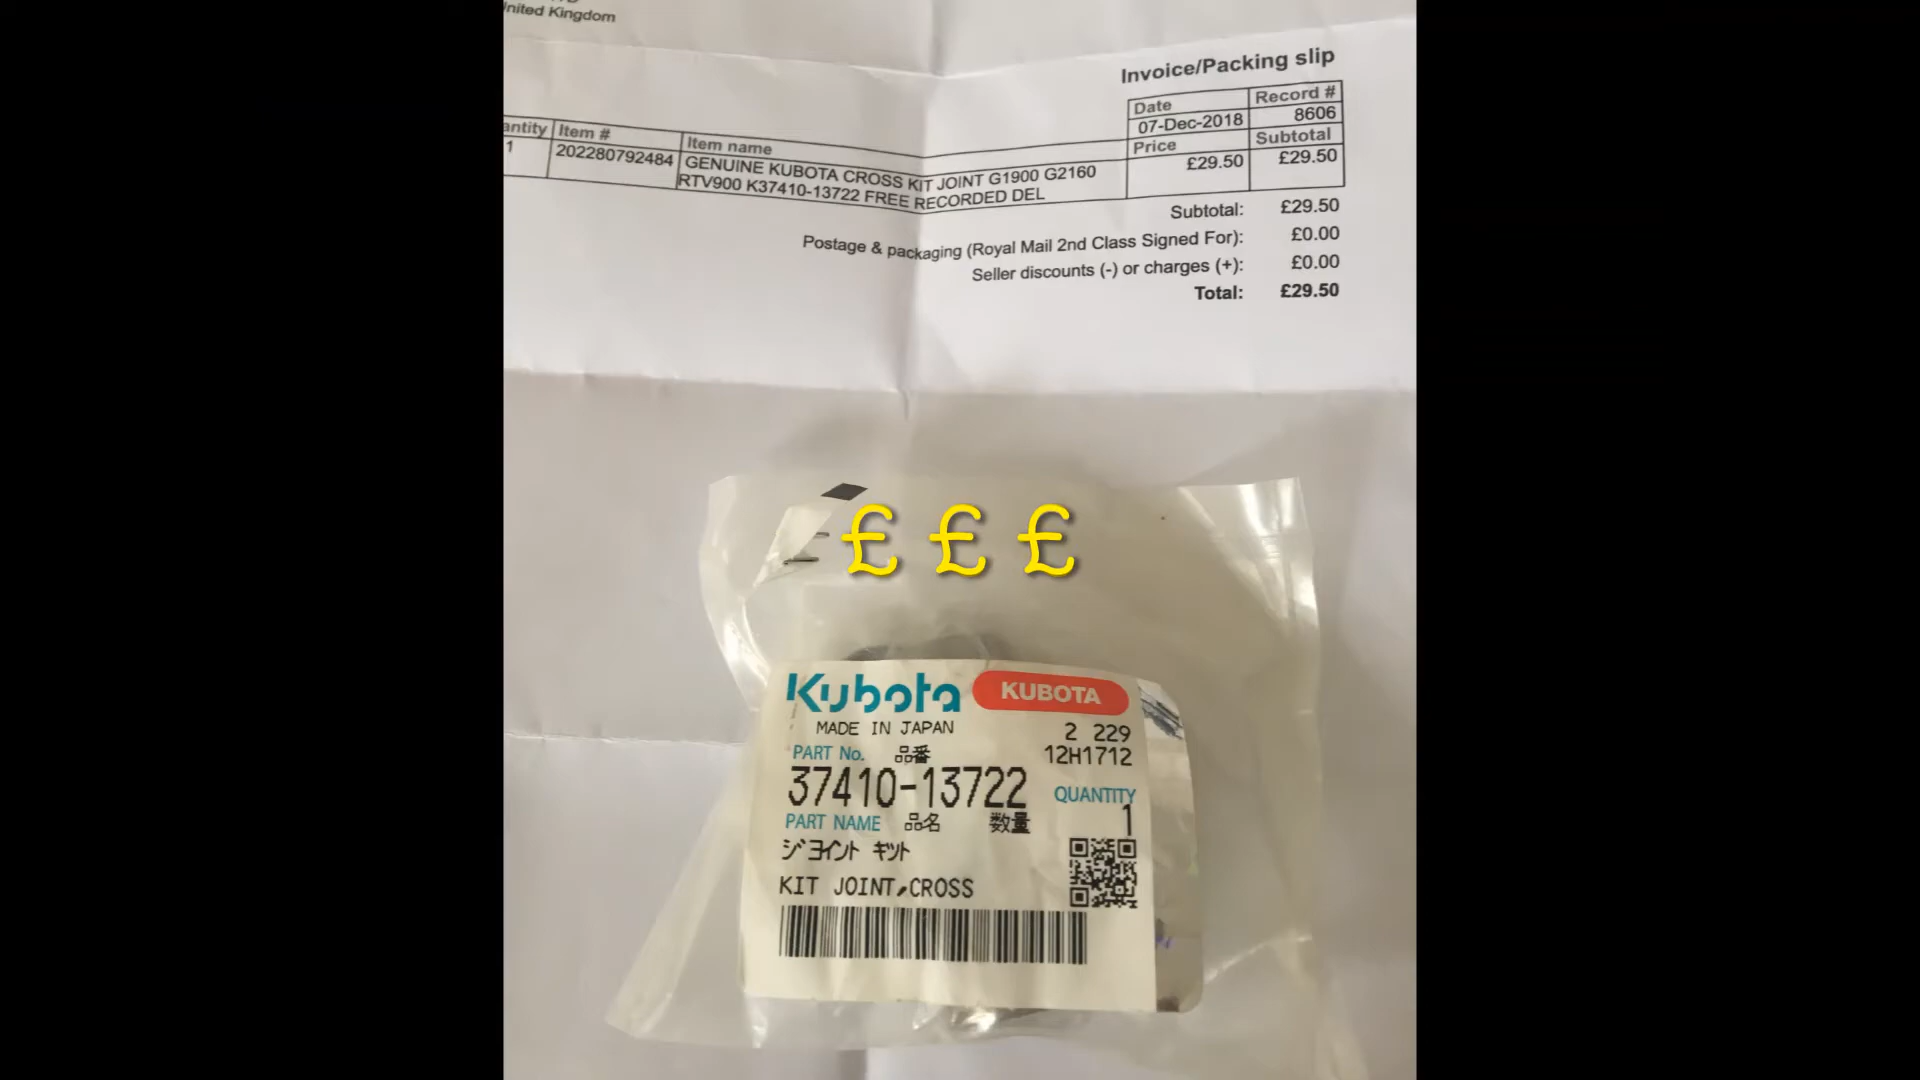 United Kingdom
Invoice/Packing slip
Date Record #
07-Dec-2018 8606
Item # Item name Price Subtotal
1 202280792484 GENUINE KUBOTA CROSS KIT JOINT G1900 G2160 £29.50 £29.50
RTV900 K37410-13722 FREE RECORDED DEL
Subtotal: £29.50
Postage & packaging (Royal Mail 2nd Class Signed For): £0.00
Seller discounts (-) or charges (+): £0.00
Total: £29.50
£ £ £
Kubota KUBOTA
MADE IN JAPAN 2 229
PART No. 品番 12H1712
37410-13722 QUANTITY
PART NAME 品名 数量 1
ジョイント キット
KIT JOINT,CROSS